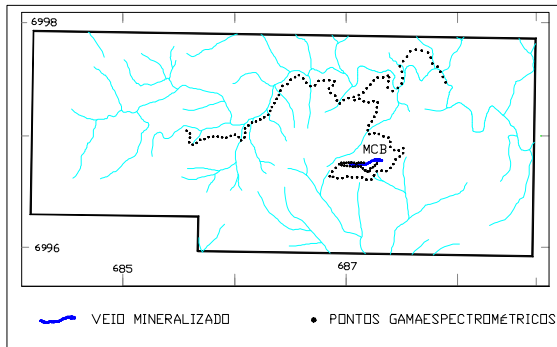 6998
MCB
6996
685 687
VEIO MINERALIZADO PONTOS GAMAESPECTROMéTRICOS